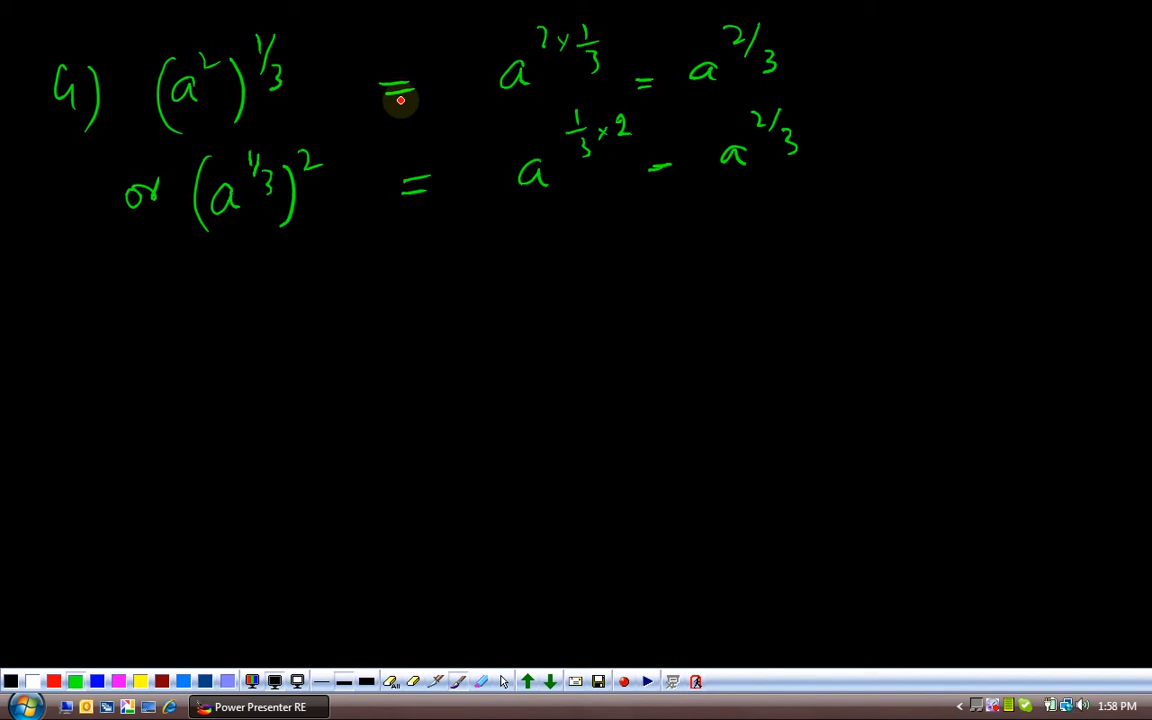 4) (a²)^1/3 = a^2×1/3 = a^2/3
or (a^1/3)² = a^1/3×2 = a^2/3
Power Presenter RE
1:58 PM